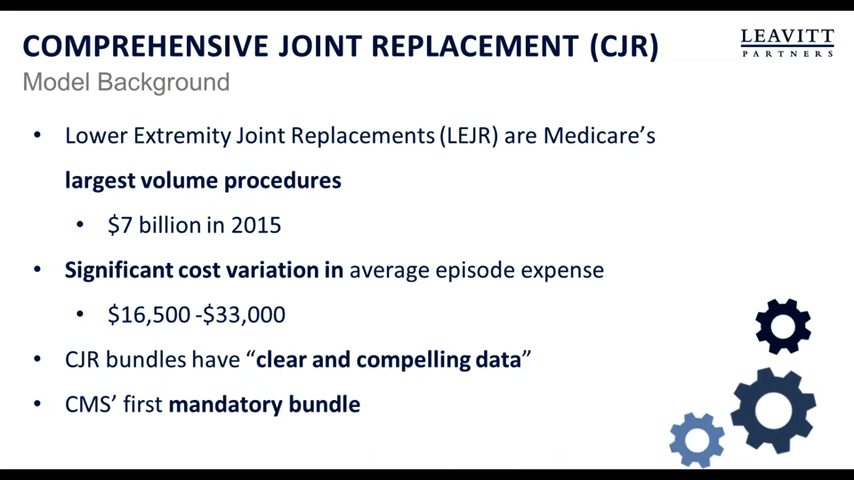 COMPREHENSIVE JOINT REPLACEMENT (CJR)
LEAVITT
PARTNERS
Model Background
• Lower Extremity Joint Replacements (LEJR) are Medicare’s
largest volume procedures
• $7 billion in 2015
• Significant cost variation in average episode expense
• $16,500 -$33,000
• CJR bundles have “clear and compelling data”
• CMS’ first mandatory bundle